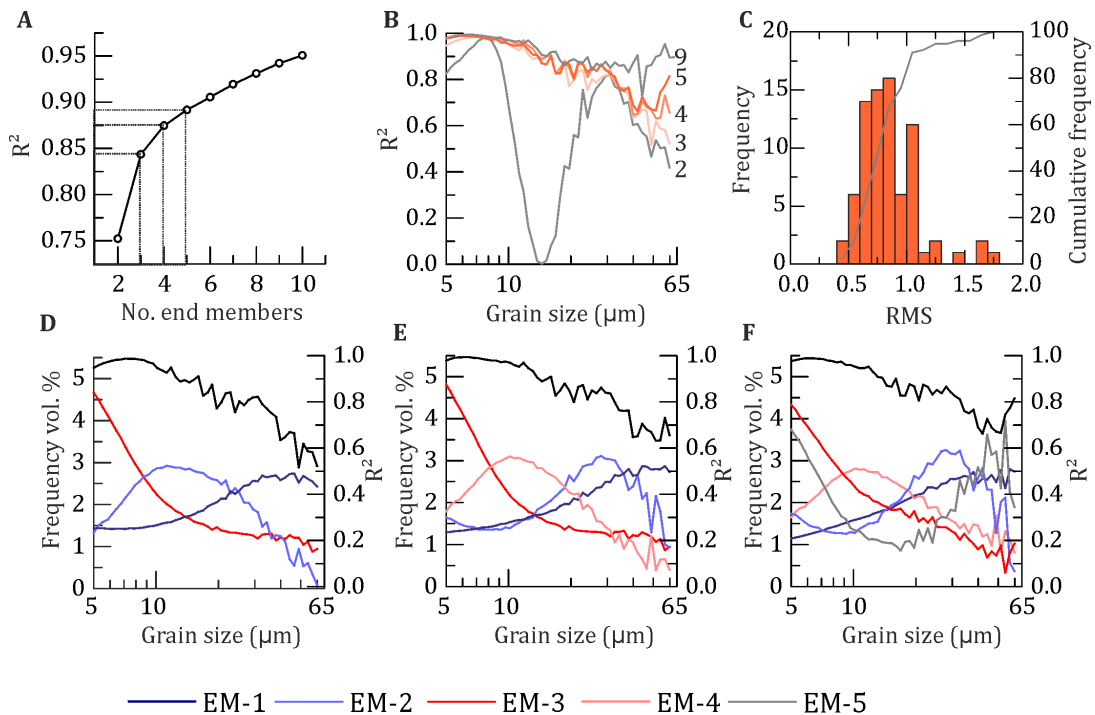 A
0.95
0.90
0.85
0.80
0.75
R²
2 4 6 8 10
No. end members
B
1.0
0.8
0.6
0.4
0.2
0.0
R²
9
5
4
3
2
5 10 65
Grain size (µm)
C
20
15
10
5
0
Frequency
100
80
60
40
20
0
Cumulative frequency
0.0 0.5 1.0 1.5 2.0
RMS
D
5
4
3
2
1
0
Frequency vol. %
1.0
0.8
0.6
0.4
0.2
0.0
R²
5 10 65
Grain size (µm)
E
5
4
3
2
1
0
Frequency vol. %
1.0
0.8
0.6
0.4
0.2
0.0
R²
5 10 65
Grain size (µm)
F
5
4
3
2
1
0
Frequency vol. %
1.0
0.8
0.6
0.4
0.2
0.0
R²
5 10 65
Grain size (µm)
EM-1 EM-2 EM-3 EM-4 EM-5